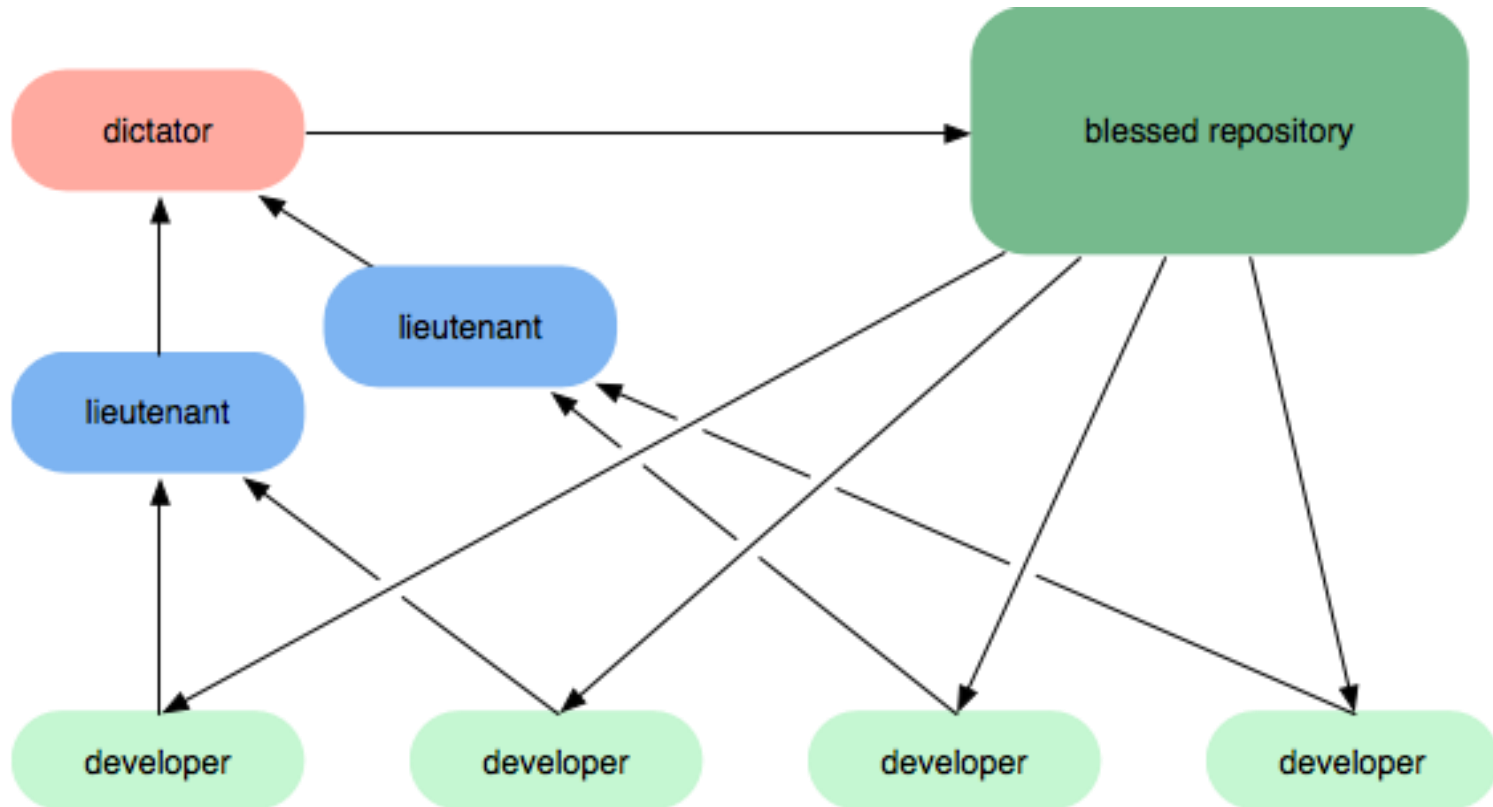 dictator
blessed repository
lieutenant
lieutenant
developer
developer
developer
developer